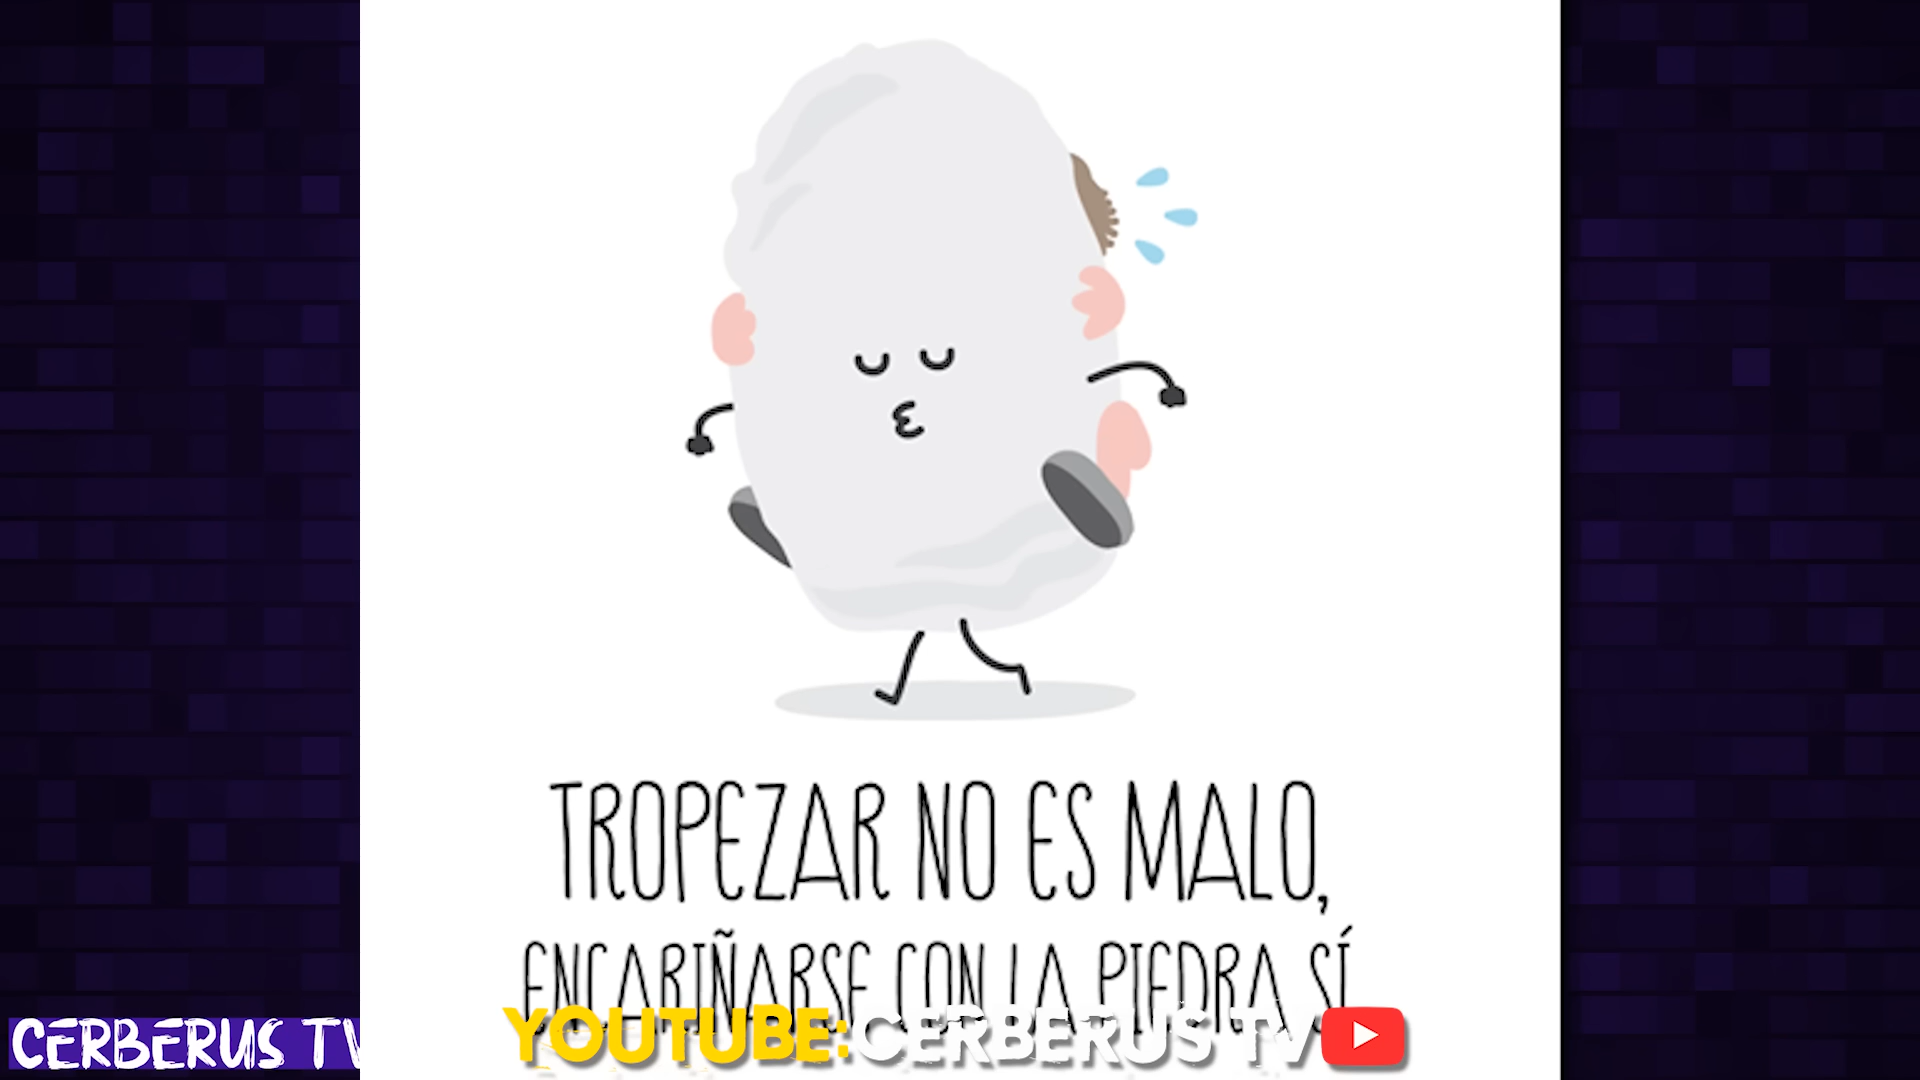 TROPEZAR NO ES MALO,
ENCARIÑARSE CON LA PIEDRA SÍ
CERBERUS TV
YOUTUBE:CERBERUS TV